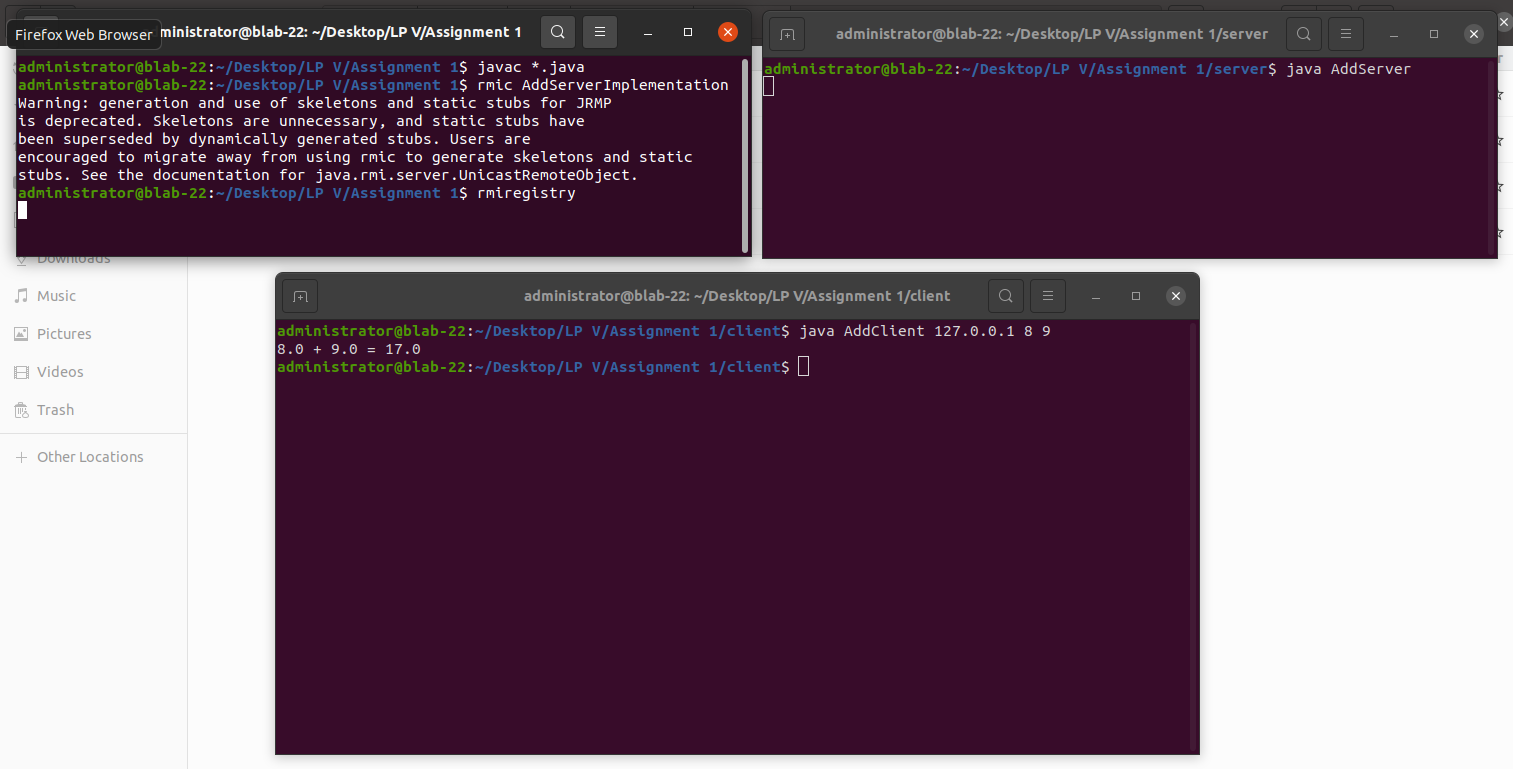 Firefox Web Browser
ministrator@blab-22: ~/Desktop/LP V/Assignment 1
administrator@blab-22:~/Desktop/LP V/Assignment 1$ javac *.java
administrator@blab-22:~/Desktop/LP V/Assignment 1$ rmic AddServerImplementation
Warning: generation and use of skeletons and static stubs for JRMP
is deprecated. Skeletons are unnecessary, and static stubs have
been superseded by dynamically generated stubs. Users are
encouraged to migrate away from using rmic to generate skeletons and static
stubs. See the documentation for java.rmi.server.UnicastRemoteObject.
administrator@blab-22:~/Desktop/LP V/Assignment 1$ rmiregistry
administrator@blab-22: ~/Desktop/LP V/Assignment 1/server
administrator@blab-22:~/Desktop/LP V/Assignment 1/server$ java AddServer
Downloads
Music
Pictures
Videos
Trash
Other Locations
administrator@blab-22: ~/Desktop/LP V/Assignment 1/client
administrator@blab-22:~/Desktop/LP V/Assignment 1/client$ java AddClient 127.0.0.1 8 9
8.0 + 9.0 = 17.0
administrator@blab-22:~/Desktop/LP V/Assignment 1/client$